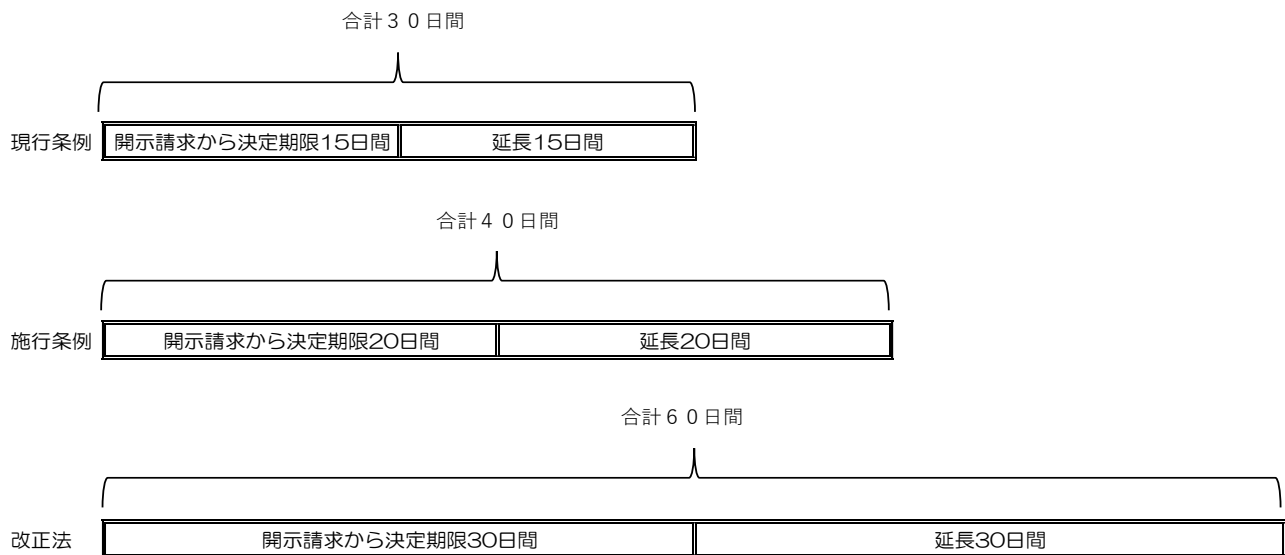 合計３０日間
現行条例 開示請求から決定期限15日間 延長15日間
合計４０日間
施行条例 開示請求から決定期限20日間 延長20日間
合計６０日間
改正法 開示請求から決定期限30日間 延長30日間